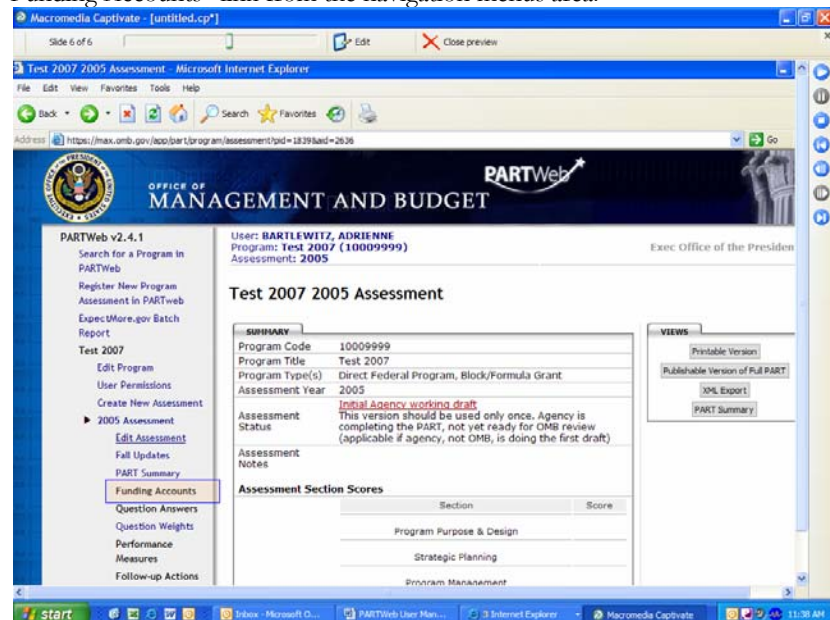 Funding Accounts" link from the navigation menus area.
Macromedia Captivate - [untitled.cp*]
Slide 6 of 6
Edit
Close preview
Test 2007 2005 Assessment - Microsoft Internet Explorer
File Edit View Favorites Tools Help
Back Search Favorites
Address https://max.omb.gov/app/part/program/assessment?pid=1839&aid=2636 Go
OFFICE OF
MANAGEMENT AND BUDGET
PARTWeb
PARTWeb v2.4.1
Search for a Program in
PARTWeb
Register New Program
Assessment in PARTweb
ExpectMore.gov Batch
Report
Test 2007
Edit Program
User Permissions
Create New Assessment
2005 Assessment
Edit Assessment
Fall Updates
PART Summary
Funding Accounts
Question Answers
Question Weights
Performance
Measures
Follow-up Actions
User: BARTLEWITZ, ADRIENNE
Program: Test 2007 (10009999)
Assessment: 2005
Exec Office of the Presiden
Test 2007 2005 Assessment
SUMMARY
Program Code 10009999
Program Title Test 2007
Program Type(s) Direct Federal Program, Block/Formula Grant
Assessment Year 2005
Assessment
Status
Initial Agency working draft
This version should be used only once. Agency is
completing the PART, not yet ready for OMB review
(applicable if agency, not OMB, is doing the first draft)
Assessment
Notes
Assessment Section Scores
Section Score
Program Purpose & Design
Strategic Planning
Program Management
VIEWS
Printable Version
Publishable Version of Full PART
XML Export
PART Summary
start
Inbox - Microsoft O...
PARTWeb User Man...
3 Internet Explorer
Macromedia Captivate
11:38 AM